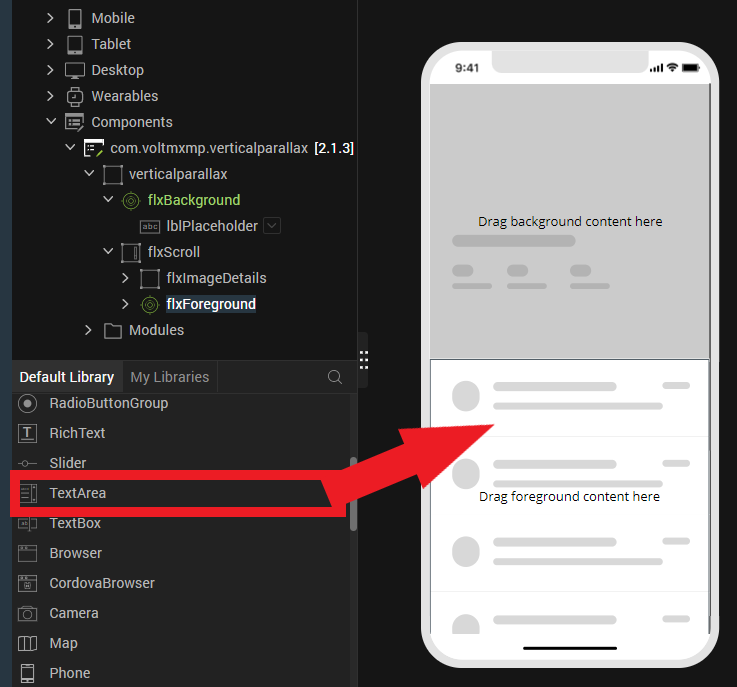 Mobile
Tablet
Desktop
Wearables
Components
com.voltmxmp.verticalparallax [2.1.3]
verticalparallax
flxBackground
abc lblPlaceholder
flxScroll
flxImageDetails
flxForeground
Modules
Default Library My Libraries
RadioButtonGroup
RichText
Slider
TextArea
TextBox
Browser
CordovaBrowser
Camera
Map
Phone
9:41
Drag background content here
Drag foreground content here